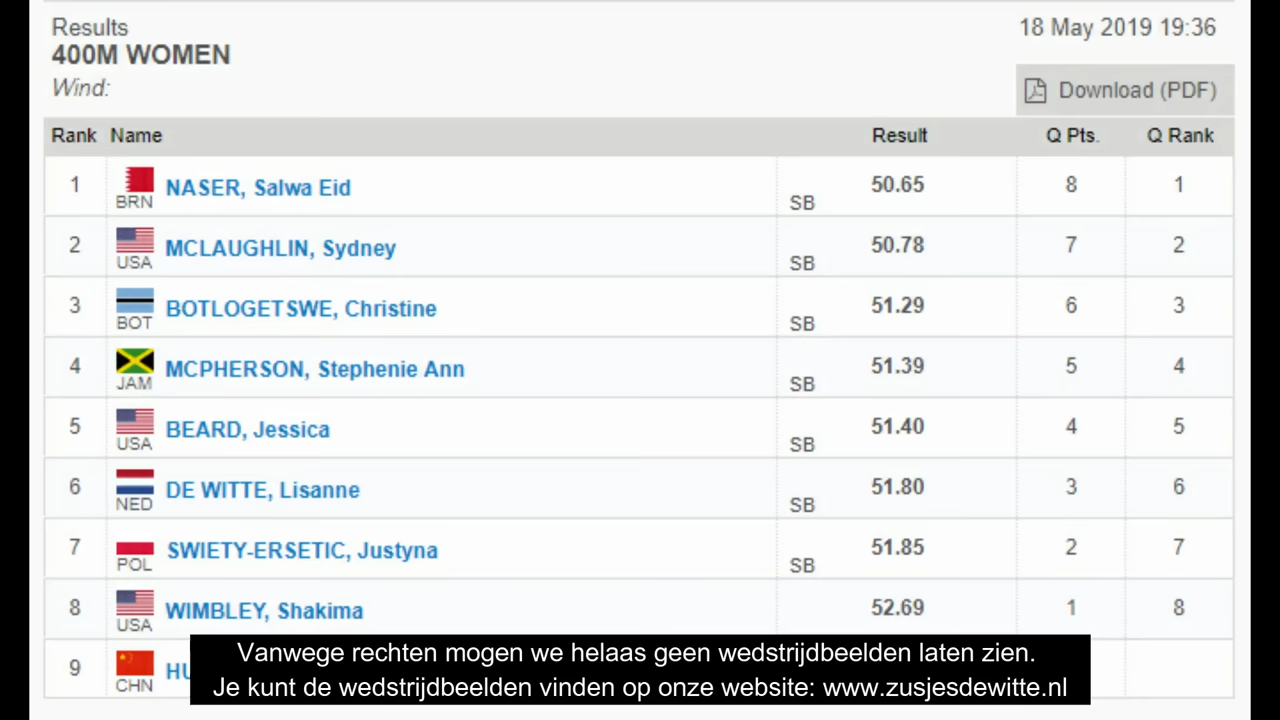 Results
18 May 2019 19:36
400M WOMEN
Wind:
Download (PDF)
Rank Name Result Q Pts. Q Rank
1 BRN NASER, Salwa Eid SB 50.65 8 1
2 USA MCLAUGHLIN, Sydney SB 50.78 7 2
3 BOT BOTLOGETSWE, Christine SB 51.29 6 3
4 JAM MCPHERSON, Stephenie Ann SB 51.39 5 4
5 USA BEARD, Jessica SB 51.40 4 5
6 NED DE WITTE, Lisanne SB 51.80 3 6
7 POL SWIETY-ERSETIC, Justyna SB 51.85 2 7
8 USA WIMBLEY, Shakima 52.69 1 8
9 CHN
Vanwege rechten mogen we helaas geen wedstrijdbeelden laten zien.
Je kunt de wedstrijdbeelden vinden op onze website: www.zusjesdewitte.nl